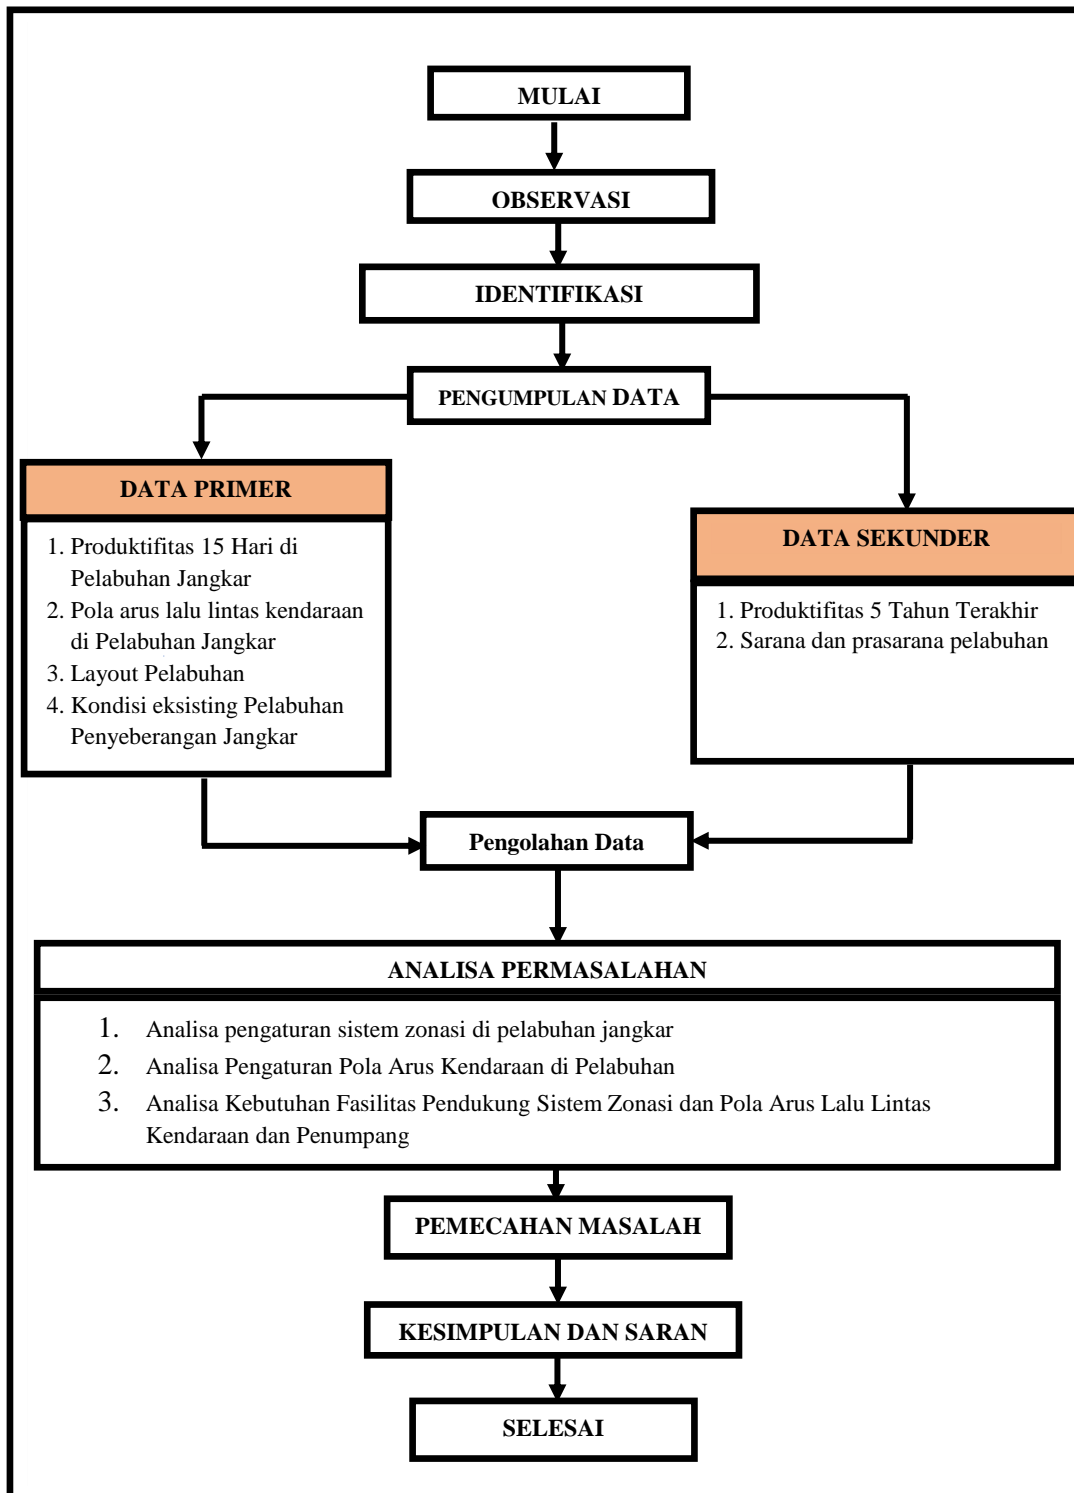 MULAI
OBSERVASI
IDENTIFIKASI
PENGUMPULAN DATA
DATA PRIMER
1. Produktifitas 15 Hari di
Pelabuhan Jangkar
2. Pola arus lalu lintas kendaraan
di Pelabuhan Jangkar
3. Layout Pelabuhan
4. Kondisi eksisting Pelabuhan
Penyeberangan Jangkar
DATA SEKUNDER
1. Produktifitas 5 Tahun Terakhir
2. Sarana dan prasarana pelabuhan
Pengolahan Data
ANALISA PERMASALAHAN
1. Analisa pengaturan sistem zonasi di pelabuhan jangkar
2. Analisa Pengaturan Pola Arus Kendaraan di Pelabuhan
3. Analisa Kebutuhan Fasilitas Pendukung Sistem Zonasi dan Pola Arus Lalu Lintas
Kendaraan dan Penumpang
PEMECAHAN MASALAH
KESIMPULAN DAN SARAN
SELESAI